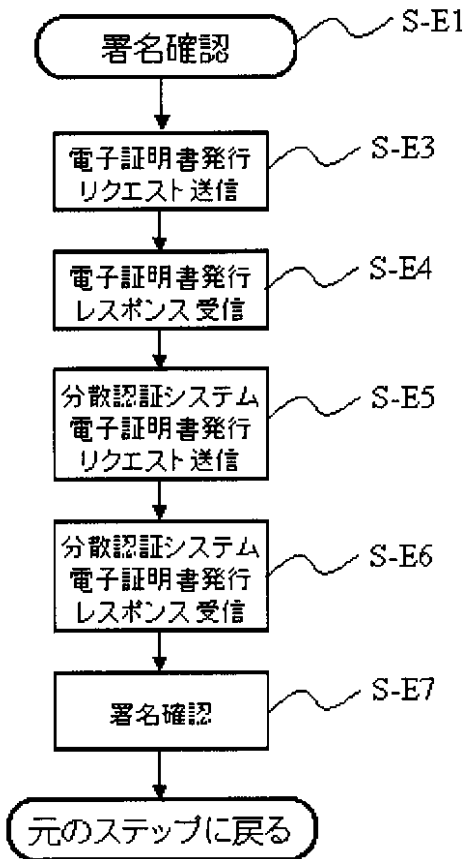 署名確認
S-E1
電子証明書発行
リクエスト送信
S-E3
電子証明書発行
レスポンス受信
S-E4
分散認証システム
電子証明書発行
リクエスト送信
S-E5
分散認証システム
電子証明書発行
レスポンス受信
S-E6
署名確認
S-E7
元のステップに戻る